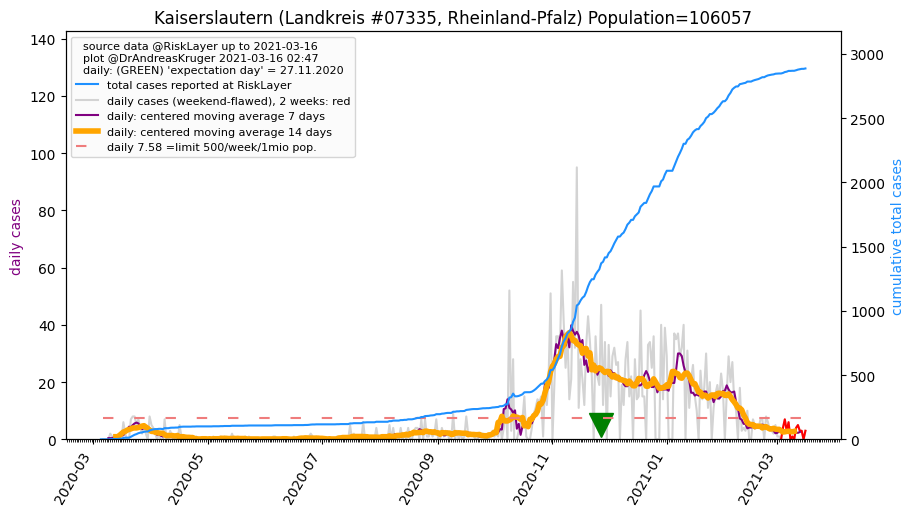 Kaiserslautern (Landkreis #07335, Rheinland-Pfalz) Population=106057
source data @RiskLayer up to 2021-03-16
plot @DrAndreasKruger 2021-03-16 02:47
daily: (GREEN) 'expectation day' = 27.11.2020
total cases reported at RiskLayer
daily cases (weekend-flawed), 2 weeks: red
daily: centered moving average 7 days
daily: centered moving average 14 days
daily 7.58 =limit 500/week/1mio pop.
daily cases
140
120
100
80
60
40
20
0
cumulative total cases
3000
2500
2000
1500
1000
500
0
2020-03
2020-05
2020-07
2020-09
2020-11
2021-01
2021-03